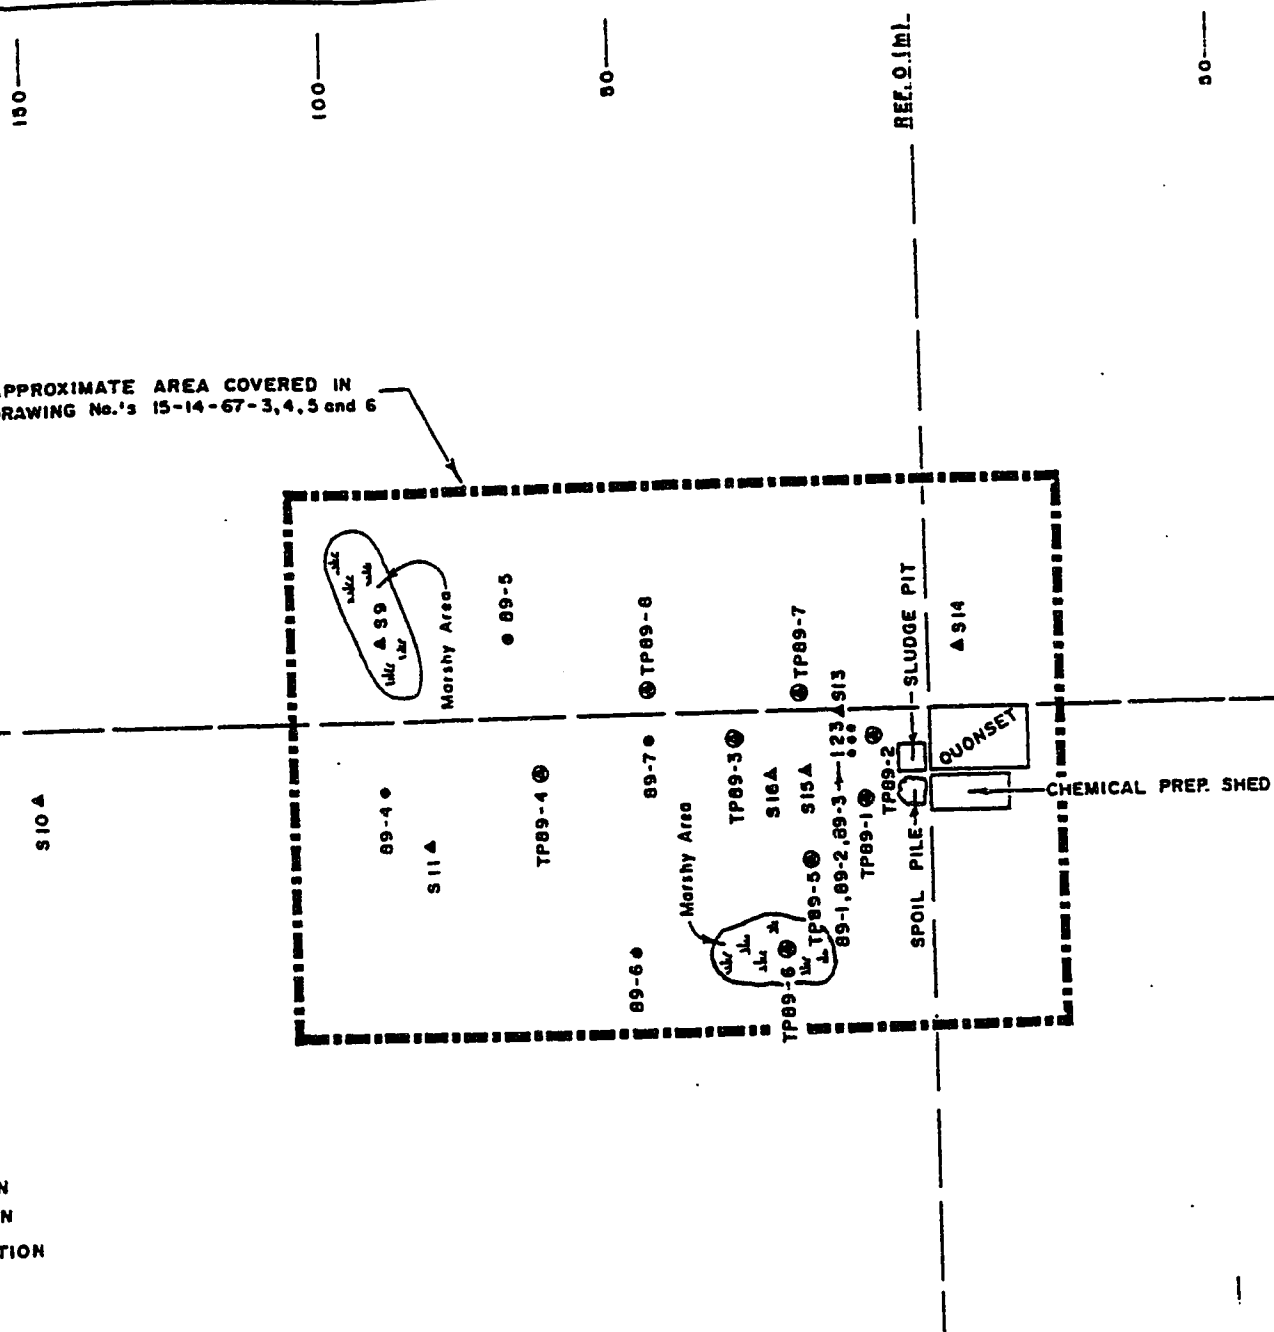 150
100
50
REF. 0 (m)
50
APPROXIMATE AREA COVERED IN
DRAWING No.'s 15-14-67-3,4,5 and 6
S9
Marshy Area
89-5
TP89-8
TP89-7
SLUDGE PIT
S14
S13
123
QUONSET
CHEMICAL PREP. SHED
S10
89-4
S11
TP89-4
89-7
TP89-3
S16
S15
89-1,89-2,89-3
TP89-1
TP89-2
SPOIL PILE
Marshy Area
TP89-5
TP89-6
89-6
N
N
TION